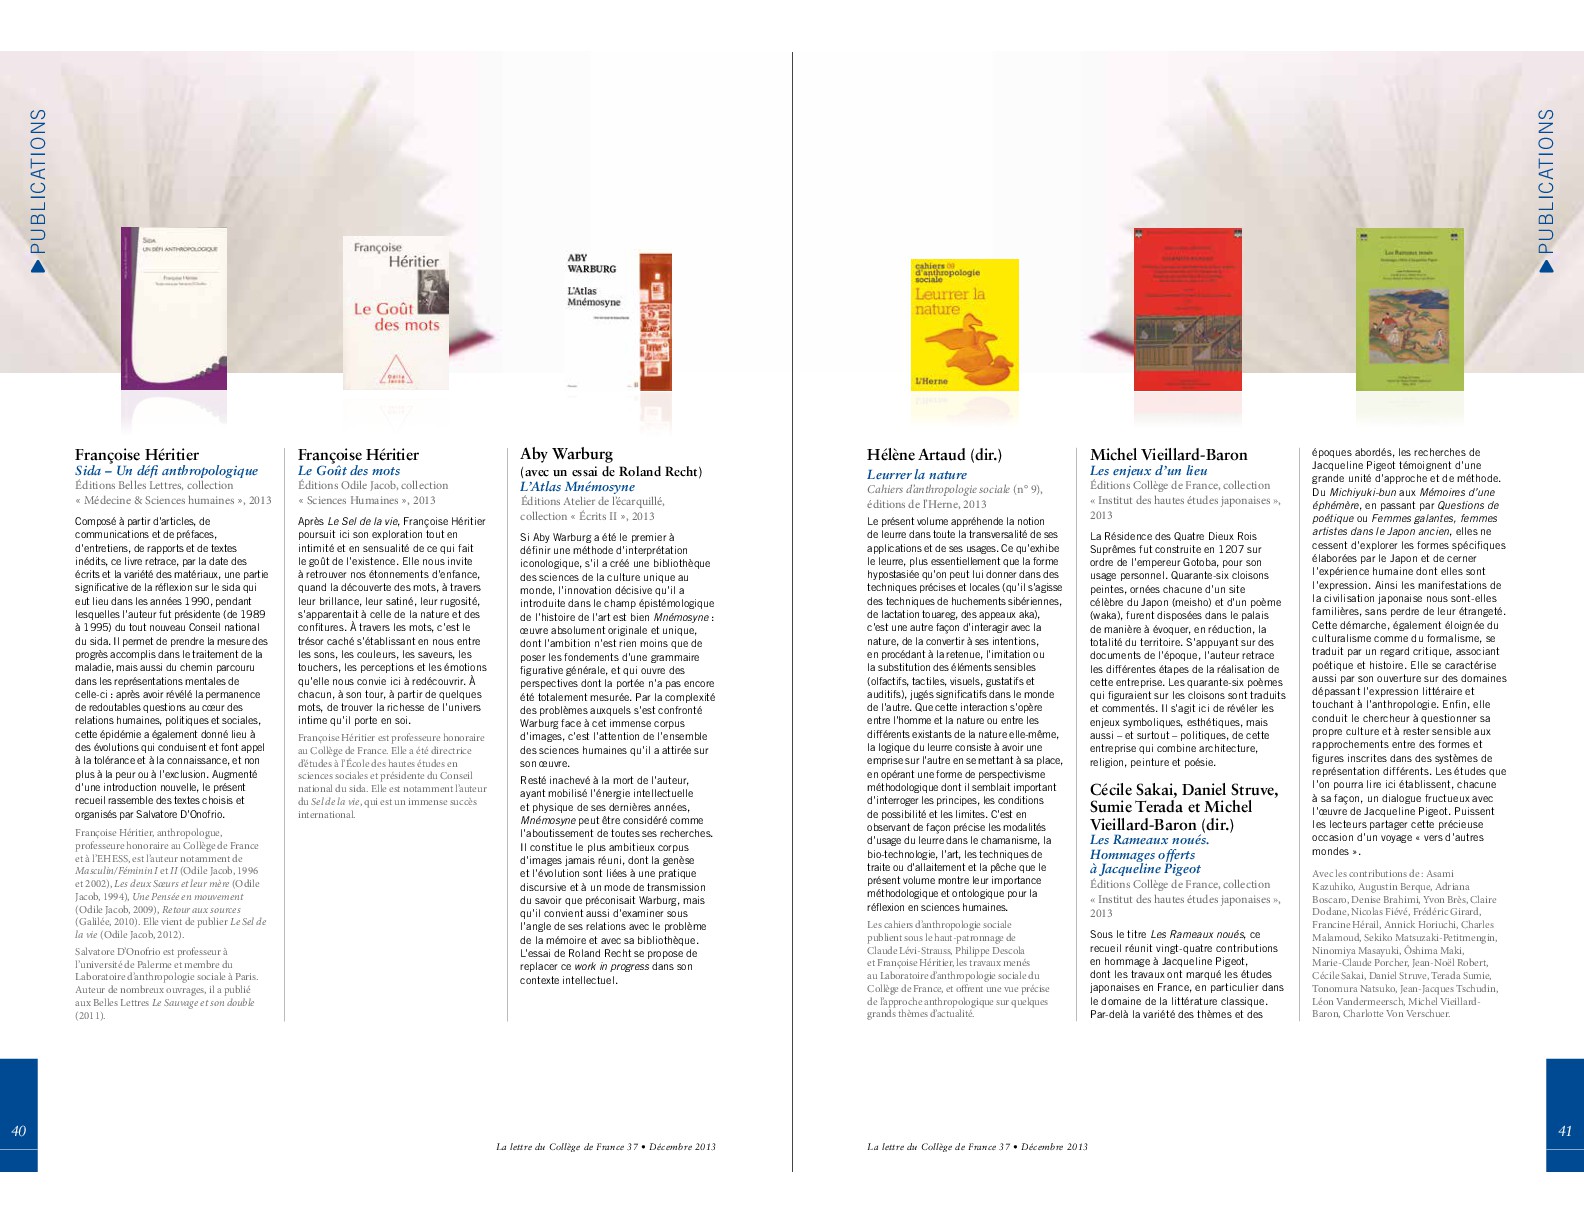 PUBLICATIONS
SIDA
UN DÉFI ANTHROPOLOGIQUE
Françoise Héritier
Françoise
Héritier
Le Goût
des mots
Odile
Jacob
ABY
WARBURG
L'Atlas
Mnémosyne
Françoise Héritier
Sida – Un défi anthropologique
Éditions Belles Lettres, collection
« Médecine & Sciences humaines », 2013
Composé à partir d'articles, de
communications et de préfaces,
d'entretiens, de rapports et de textes
inédits, ce livre retrace, par la date des
écrits et la variété des matériaux, une partie
significative de la réflexion sur le sida qui
eut lieu dans les années 1990, pendant
lesquelles l'auteur fut présidente (de 1989
à 1995) du tout nouveau Conseil national
du sida. Il permet de prendre la mesure des
progrès accomplis dans le traitement de la
maladie, mais aussi du chemin parcouru
dans les représentations mentales de
celle-ci : après avoir révélé la permanence
de redoutables questions au cœur des
relations humaines, politiques et sociales,
cette épidémie a également donné lieu à
des évolutions qui conduisent et font appel
à la tolérance et à la connaissance, et non
plus à la peur ou à l'exclusion. Augmenté
d'une introduction nouvelle, le présent
recueil rassemble des textes choisis et
organisés par Salvatore D'Onofrio.
Françoise Héritier, anthropologue,
professeure honoraire au Collège de France
et à l'EHESS, est l'auteur notamment de
Masculin/Féminin I et II (Odile Jacob, 1996
et 2002), Les deux Sœurs et leur mère (Odile
Jacob, 1994), Une Pensée en mouvement
(Odile Jacob, 2009), Retour aux sources
(Galilée, 2010). Elle vient de publier Le Sel de
la vie (Odile Jacob, 2012).
Salvatore D'Onofrio est professeur à
l'université de Palerme et membre du
Laboratoire d'anthropologie sociale à Paris.
Auteur de nombreux ouvrages, il a publié
aux Belles Lettres Le Sauvage et son double
(2011).
Françoise Héritier
Le Goût des mots
Éditions Odile Jacob, collection
« Sciences Humaines », 2013
Après Le Sel de la vie, Françoise Héritier
poursuit ici son exploration tout en
intimité et en sensualité de ce qui fait
le goût de l'existence. Elle nous invite
à retrouver nos étonnements d'enfance,
quand la découverte des mots, à travers
leur brillance, leur satiné, leur rugosité,
s'apparentait à celle de la nature et des
confitures. À travers les mots, c'est le
trésor caché s'établissant en nous entre
les sons, les couleurs, les saveurs, les
touchers, les perceptions et les émotions
qu'elle nous convie ici à redécouvrir. À
chacun, à son tour, à partir de quelques
mots, de trouver la richesse de l'univers
intime qu'il porte en soi.
Françoise Héritier est professeure honoraire
au Collège de France. Elle a été directrice
d'études à l'École des hautes études en
sciences sociales et présidente du Conseil
national du sida. Elle est notamment l'auteur
du Sel de la vie, qui est un immense succès
international.
Aby Warburg
(avec un essai de Roland Recht)
L'Atlas Mnémosyne
Éditions Atelier de l'écarquillé,
collection « Écrits II », 2013
Si Aby Warburg a été le premier à
définir une méthode d'interprétation
iconologique, s'il a créé une bibliothèque
des sciences de la culture unique au
monde, l'innovation décisive qu'il a
introduite dans le champ épistémologique
de l'histoire de l'art est bien Mnémosyne :
œuvre absolument originale et unique,
dont l'ambition n'est rien moins que de
poser les fondements d'une grammaire
figurative générale, et qui ouvre des
perspectives dont la portée n'a pas encore
été totalement mesurée. Par la complexité
des problèmes auxquels s'est confronté
Warburg face à cet immense corpus
d'images, c'est l'attention de l'ensemble
des sciences humaines qu'il a attirée sur
son œuvre.
Resté inachevé à la mort de l'auteur,
ayant mobilisé l'énergie intellectuelle
et physique de ses dernières années,
Mnémosyne peut être considéré comme
l'aboutissement de toutes ses recherches.
Il constitue le plus ambitieux corpus
d'images jamais réuni, dont la genèse
et l'évolution sont liées à une pratique
discursive et à un mode de transmission
du savoir que préconisait Warburg, mais
qu'il convient aussi d'examiner sous
l'angle de ses relations avec le problème
de la mémoire et avec sa bibliothèque.
L'essai de Roland Recht se propose de
replacer ce work in progress dans son
contexte intellectuel.
40
La lettre du Collège de France 37 • Décembre 2013
PUBLICATIONS
cahiers 09
d'anthropologie
sociale
Leurrer la
nature
L'Herne
Les Rameaux noués
Hélène Artaud (dir.)
Leurrer la nature
Cahiers d'anthropologie sociale (n° 9),
éditions de l'Herne, 2013
Le présent volume appréhende la notion
de leurre dans toute la transversalité de ses
applications et de ses usages. Ce qu'exhibe
le leurre, plus essentiellement que la forme
hypostasiée qu'on peut lui donner dans des
techniques précises et locales (qu'il s'agisse
des techniques de huchements sibériennes,
de lactation touareg, des appeaux aka),
c'est une autre façon d'interagir avec la
nature, de la convertir à ses intentions,
en procédant à la retenue, l'imitation ou
la substitution des éléments sensibles
(olfactifs, tactiles, visuels, gustatifs et
auditifs), jugés significatifs dans le monde
de l'autre. Que cette interaction s'opère
entre l'homme et la nature ou entre les
différents existants de la nature elle-même,
la logique du leurre consiste à avoir une
emprise sur l'autre en se mettant à sa place,
en opérant une forme de perspectivisme
méthodologique dont il semblait important
d'interroger les principes, les conditions
de possibilité et les limites. C'est en
observant de façon précise les modalités
d'usage du leurre dans le chamanisme, la
bio-technologie, l'art, les techniques de
traite ou d'allaitement et la pêche que le
présent volume montre leur importance
méthodologique et ontologique pour la
réflexion en sciences humaines.
Les cahiers d'anthropologie sociale
publient sous le haut-patronnage de
Claude Lévi-Strauss, Philippe Descola
et Françoise Héritier, les travaux menés
au Laboratoire d'anthropologie sociale du
Collège de France, et offrent une vue précise
de l'approche anthropologique sur quelques
grands thèmes d'actualité.
Michel Vieillard-Baron
Les enjeux d'un lieu
Éditions Collège de France, collection
« Institut des hautes études japonaises »,
2013
La Résidence des Quatre Dieux Rois
Suprêmes fut construite en 1207 sur
ordre de l'empereur Gotoba, pour son
usage personnel. Quarante-six cloisons
peintes, ornées chacune d'un site
célèbre du Japon (meisho) et d'un poème
(waka), furent disposées dans le palais
de manière à évoquer, en réduction, la
totalité du territoire. S'appuyant sur des
documents de l'époque, l'auteur retrace
les différentes étapes de la réalisation de
cette entreprise. Les quarante-six poèmes
qui figuraient sur les cloisons sont traduits
et commentés. Il s'agit ici de révéler les
enjeux symboliques, esthétiques, mais
aussi – et surtout – politiques, de cette
entreprise qui combine architecture,
religion, peinture et poésie.
Cécile Sakai, Daniel Struve,
Sumie Terada et Michel
Vieillard-Baron (dir.)
Les Rameaux noués.
Hommages offerts
à Jacqueline Pigeot
Éditions Collège de France, collection
« Institut des hautes études japonaises »,
2013
Sous le titre Les Rameaux noués, ce
recueil réunit vingt-quatre contributions
en hommage à Jacqueline Pigeot,
dont les travaux ont marqué les études
japonaises en France, en particulier dans
le domaine de la littérature classique.
Par-delà la variété des thèmes et des
époques abordés, les recherches de
Jacqueline Pigeot témoignent d'une
grande unité d'approche et de méthode.
Du Michiyuki-bun aux Mémoires d'une
éphémère, en passant par Questions de
poétique ou Femmes galantes, femmes
artistes dans le Japon ancien, elles ne
cessent d'explorer les formes spécifiques
élaborées par le Japon et de cerner
l'expérience humaine dont elles sont
l'expression. Ainsi les manifestations de
la civilisation japonaise nous sont-elles
familières, sans perdre de leur étrangeté.
Cette démarche, également éloignée du
culturalisme comme du formalisme, se
traduit par un regard critique, associant
poétique et histoire. Elle se caractérise
aussi par son ouverture sur des domaines
dépassant l'expression littéraire et
touchant à l'anthropologie. Enfin, elle
conduit le chercheur à questionner sa
propre culture et à rester sensible aux
rapprochements entre des formes et
figures inscrites dans des systèmes de
représentation différents. Les études que
l'on pourra lire ici établissent, chacune
à sa façon, un dialogue fructueux avec
l'œuvre de Jacqueline Pigeot. Puissent
les lecteurs partager cette précieuse
occasion d'un voyage « vers d'autres
mondes ».
Avec les contributions de : Asami
Kazuhiko, Augustin Berque, Adriana
Boscaro, Denise Brahimi, Yvon Brès, Claire
Dodane, Nicolas Fiévé, Frédéric Girard,
Francine Hérail, Annick Horiuchi, Charles
Malamoud, Sekiko Matsuzaki-Petitmengin,
Ninomiya Masayuki, Ôshima Maki,
Marie-Claude Porcher, Jean-Noël Robert,
Cécile Sakai, Daniel Struve, Terada Sumie,
Tonomura Natsuko, Jean-Jacques Tschudin,
Léon Vandermeersch, Michel Vieillard-
Baron, Charlotte Von Verschuer.
La lettre du Collège de France 37 • Décembre 2013
41